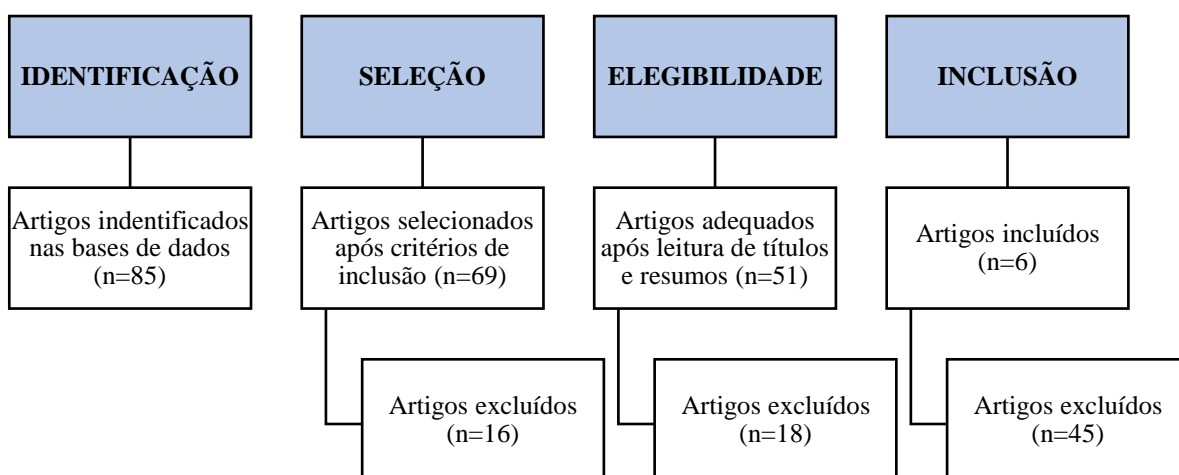 IDENTIFICAÇÃO
SELEÇÃO
ELEGIBILIDADE
INCLUSÃO
Artigos indentificados
nas bases de dados
(n=85)
Artigos selecionados
após critérios de
inclusão (n=69)
Artigos adequados
após leitura de títulos
e resumos (n=51)
Artigos incluídos
(n=6)
Artigos excluídos
(n=16)
Artigos excluídos
(n=18)
Artigos excluídos
(n=45)